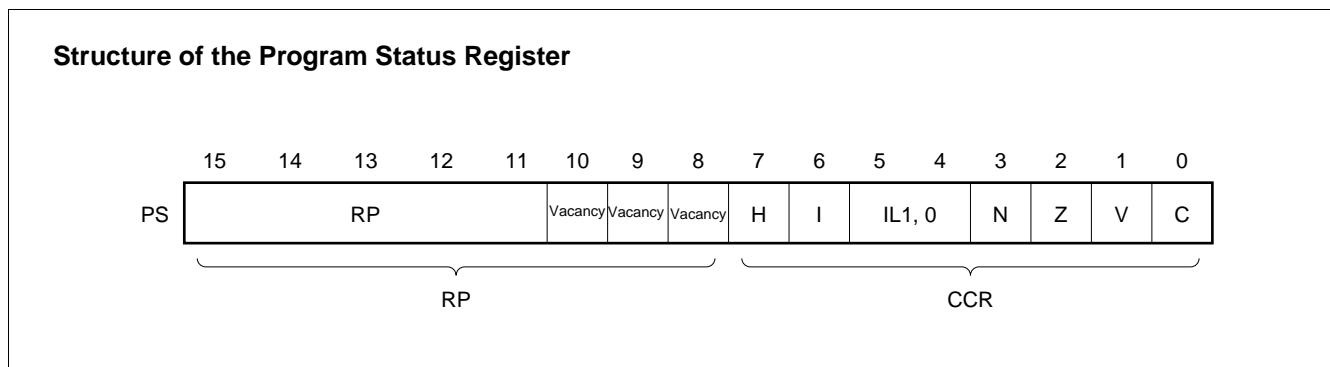 Structure of the Program Status Register
15 14 13 12 11 10 9 8 7 6 5 4 3 2 1 0
PS RP Vacancy Vacancy Vacancy H I IL1, 0 N Z V C
RP CCR